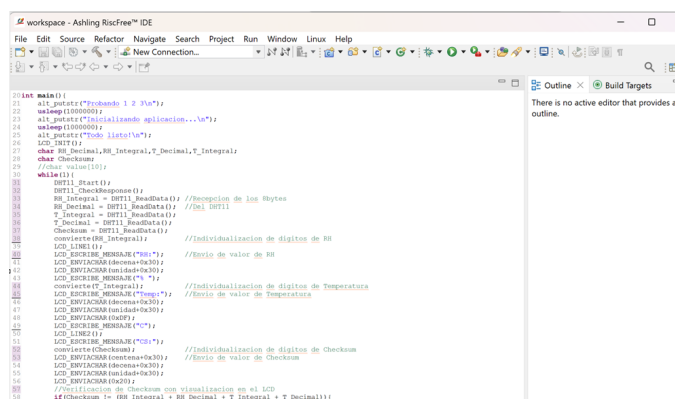 workspace - Ashling RiscFree™ IDE
File Edit Source Refactor Navigate Search Project Run Window Linux Help
New Connection...
Outline
Build Targets
There is no active editor that provides a
outline.
20 int main(){
21 alt_putstr("Probando 1 2 3\n");
22 usleep(1000000);
23 alt_putstr("Inicializando aplicacion...\n");
24 usleep(1000000);
25 alt_putstr("Todo listo!\n");
26 LCD_INIT();
27 char RH_Decimal,RH_Integral,T_Decimal,T_Integral;
28 char Checksum;
29 //char value[10];
30 while(1){
31 DHT11_Start();
32 DHT11_CheckResponse();
33 RH_Integral = DHT11_ReadData(); //Recepcion de los 8bytes
34 RH_Decimal = DHT11_ReadData(); //Del DHT11
35 T_Integral = DHT11_ReadData();
36 T_Decimal = DHT11_ReadData();
37 Checksum = DHT11_ReadData();
38 convierte(RH_Integral); //Individualizacion de digitos de RH
39 LCD_LINE1();
40 LCD_ESCRIBE_MENSAJE("RH:"); //Envio de valor de RH
41 LCD_ENVIACHAR(decena+0x30);
42 LCD_ENVIACHAR(unidad+0x30);
43 LCD_ESCRIBE_MENSAJE("% ");
44 convierte(T_Integral); //Individualizacion de digitos de Temperatura
45 LCD_ESCRIBE_MENSAJE("Temp:"); //Envio de valor de Temperatura
46 LCD_ENVIACHAR(decena+0x30);
47 LCD_ENVIACHAR(unidad+0x30);
48 LCD_ENVIACHAR(0xDF);
49 LCD_ESCRIBE_MENSAJE("C");
50 LCD_LINE2();
51 LCD_ESCRIBE_MENSAJE("CS:");
52 convierte(Checksum); //Individualizacion de digitos de Checksum
53 LCD_ENVIACHAR(centena+0x30); //Envio de valor de Checksum
54 LCD_ENVIACHAR(decena+0x30);
55 LCD_ENVIACHAR(unidad+0x30);
56 LCD_ENVIACHAR(0x20);
57 //Verificacion de Checksum con visualizacion en el LCD
58 if(Checksum != (RH_Integral + RH_Decimal + T_Integral + T_Decimal)){